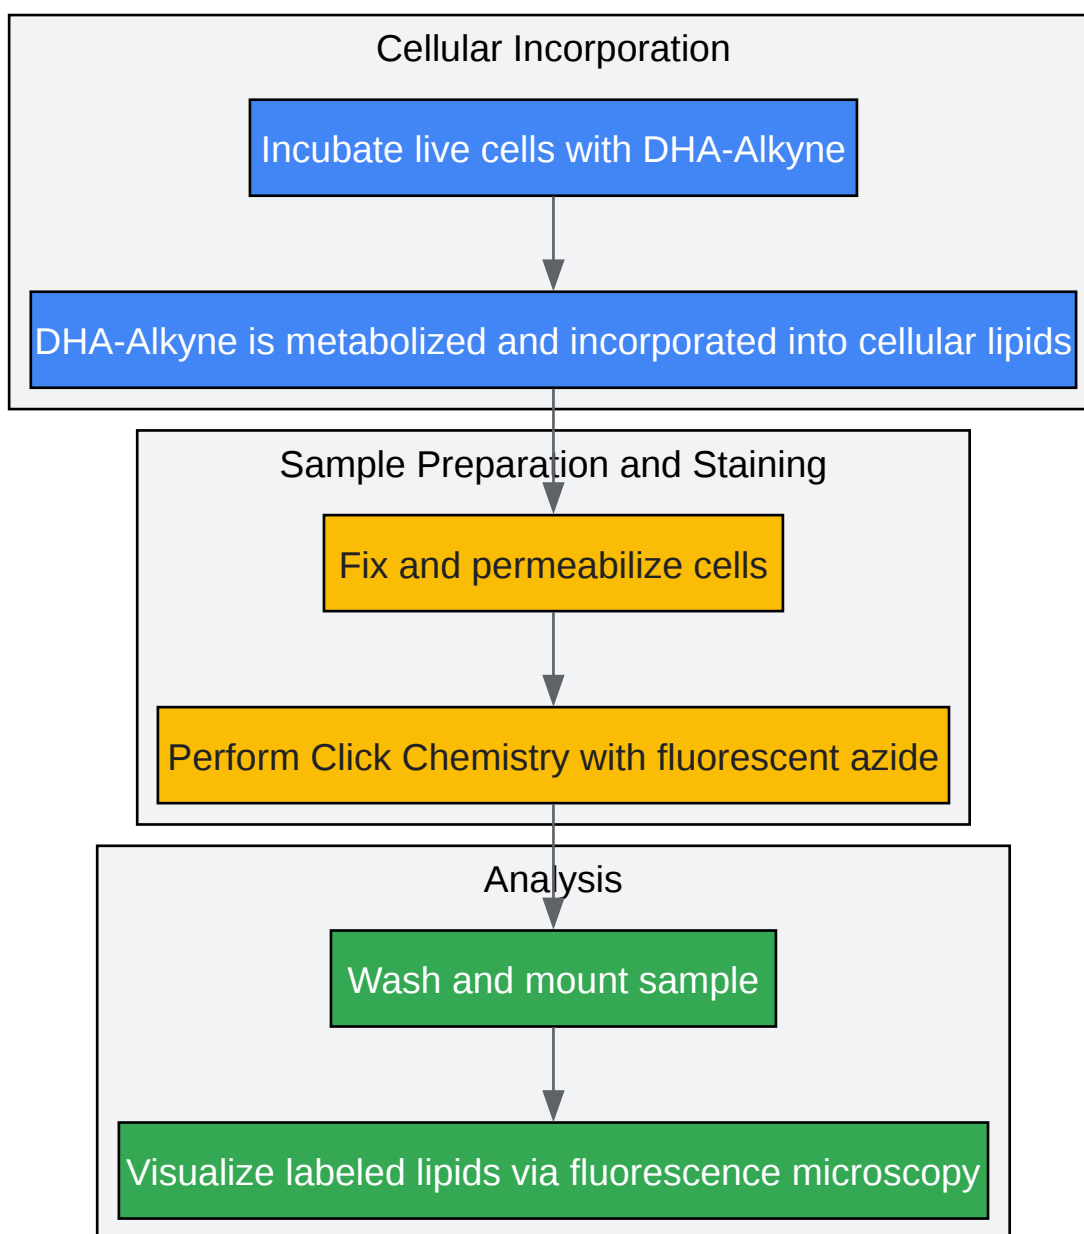 Cellular Incorporation
Incubate live cells with DHA-Alkyne
DHA-Alkyne is metabolized and incorporated into cellular lipids
Sample Preparation and Staining
Fix and permeabilize cells
Perform Click Chemistry with fluorescent azide
Analysis
Wash and mount sample
Visualize labeled lipids via fluorescence microscopy